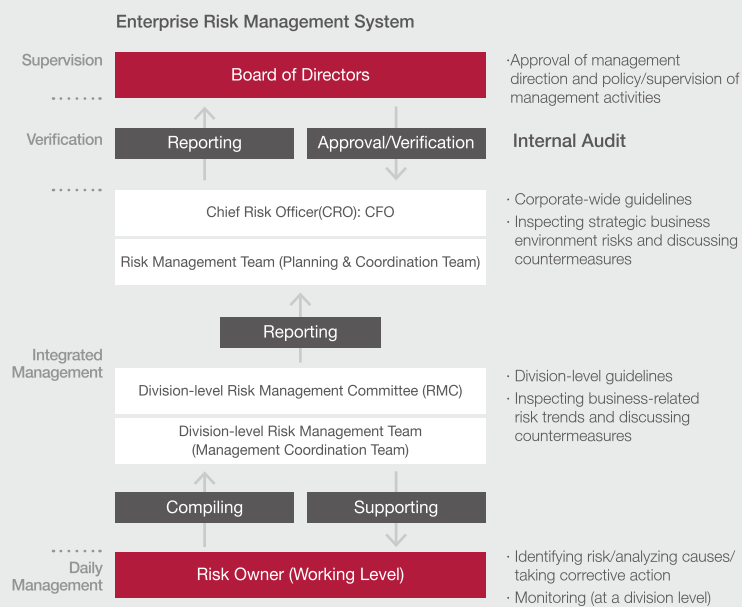 Enterprise Risk Management System
Supervision
Board of Directors
·Approval of management
direction and policy/supervision of
management activities
Verification
Reporting
Approval/Verification
Internal Audit
Chief Risk Officer(CRO): CFO
Risk Management Team (Planning & Coordination Team)
· Corporate-wide guidelines
· Inspecting strategic business
environment risks and discussing
countermeasures
Reporting
Integrated
Management
Division-level Risk Management Committee (RMC)
Division-level Risk Management Team
(Management Coordination Team)
· Division-level guidelines
· Inspecting business-related
risk trends and discussing
countermeasures
Compiling
Supporting
Daily
Management
Risk Owner (Working Level)
· Identifying risk/analyzing causes/
taking corrective action
· Monitoring (at a division level)